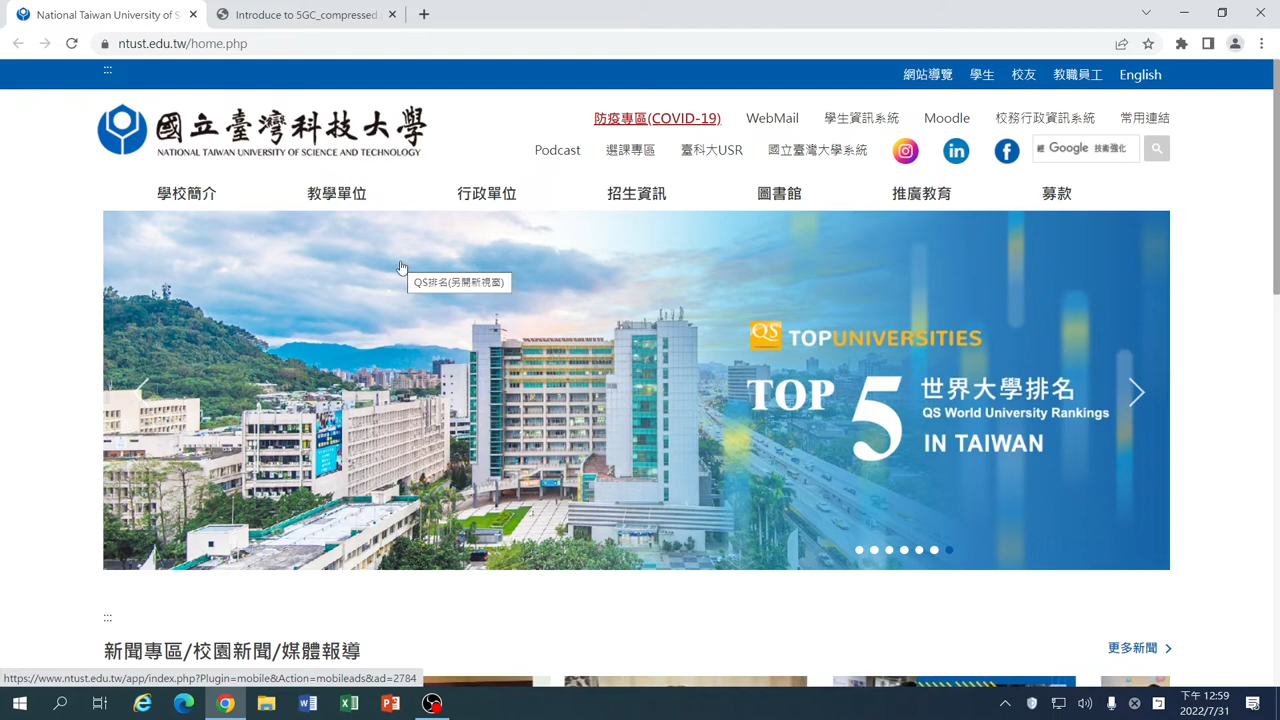 National Taiwan University of S
Introduce to 5GC_compressed
ntust.edu.tw/home.php
:::
網站導覽 學生 校友 教職員工 English
國立臺灣科技大學
NATIONAL TAIWAN UNIVERSITY OF SCIENCE AND TECHNOLOGY
防疫專區(COVID-19) WebMail 學生資訊系統 Moodle 校務行政資訊系統 常用連結
Podcast 選課專區 臺科大USR 國立臺灣大學系統 經 Google 技術強化
學校簡介 教學單位 行政單位 招生資訊 圖書館 推廣教育 募款
QS排名(另開新視窗)
QS TOPUNIVERSITIES
TOP 5 世界大學排名
QS World University Rankings
IN TAIWAN
:::
新聞專區/校園新聞/媒體報導
更多新聞
https://www.ntust.edu.tw/app/index.php?Plugin=mobile&Action=mobileads&ad=2784
下午 12:59
2022/7/31